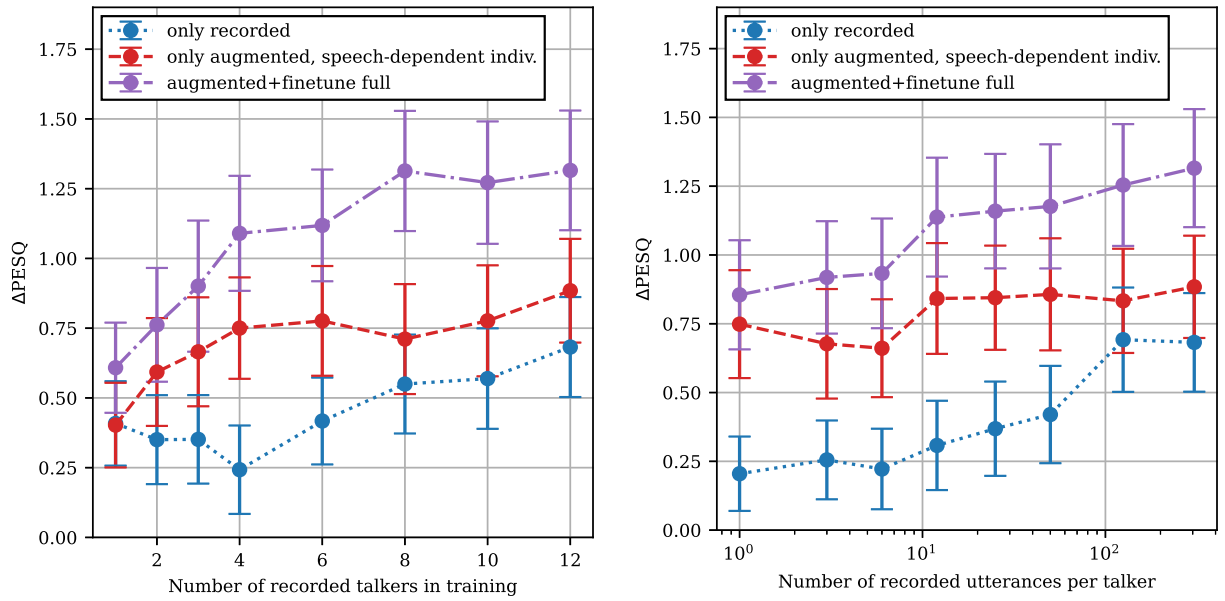 only recorded
only augmented, speech-dependent indiv.
augmented+finetune full
1.75
1.50
1.25
1.00
0.75
0.50
0.25
0.00
ΔPESQ
2 4 6 8 10 12
Number of recorded talkers in training
only recorded
only augmented, speech-dependent indiv.
augmented+finetune full
1.75
1.50
1.25
1.00
0.75
0.50
0.25
0.00
ΔPESQ
10⁰ 10¹ 10²
Number of recorded utterances per talker